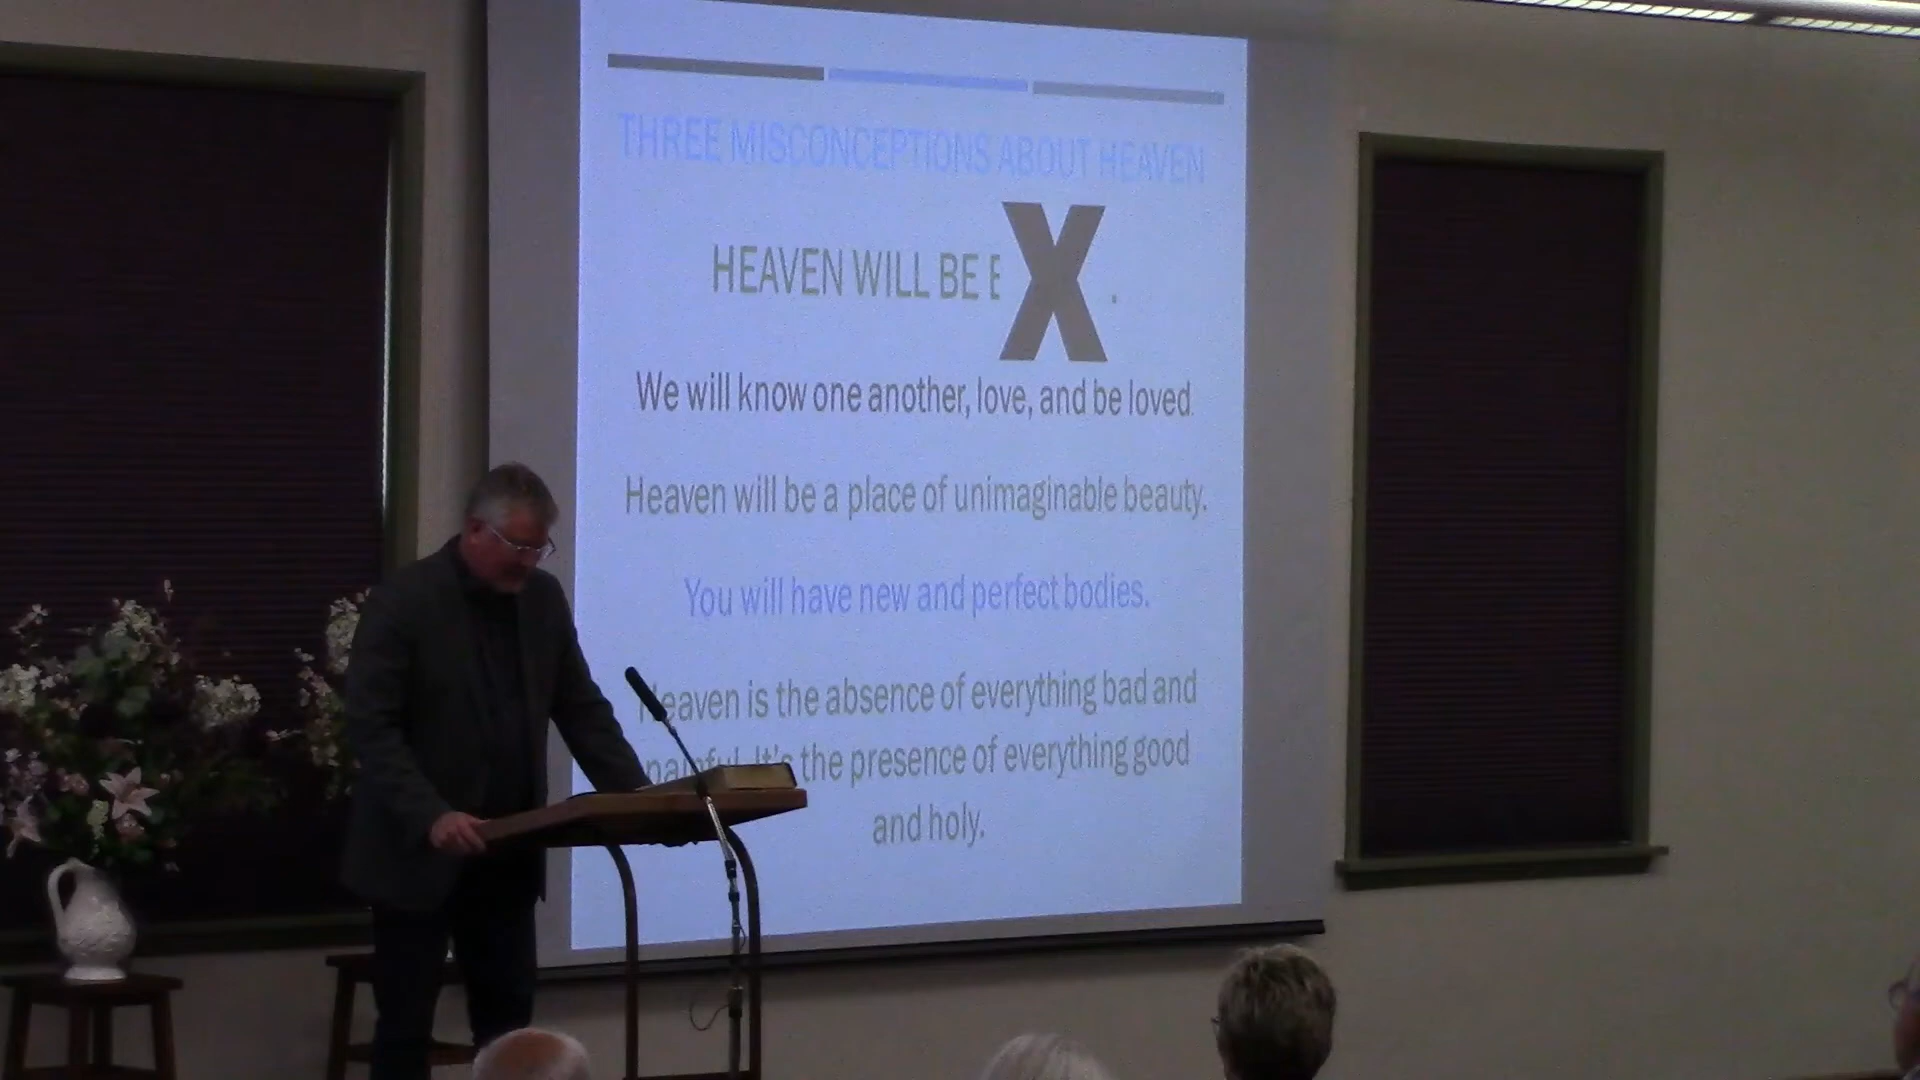 THREE MISCONCEPTIONS ABOUT HEAVEN
HEAVEN WILL BE B X .
We will know one another, love, and be loved.
Heaven will be a place of unimaginable beauty.
You will have new and perfect bodies.
Heaven is the absence of everything bad and
painful. It's the presence of everything good
and holy.